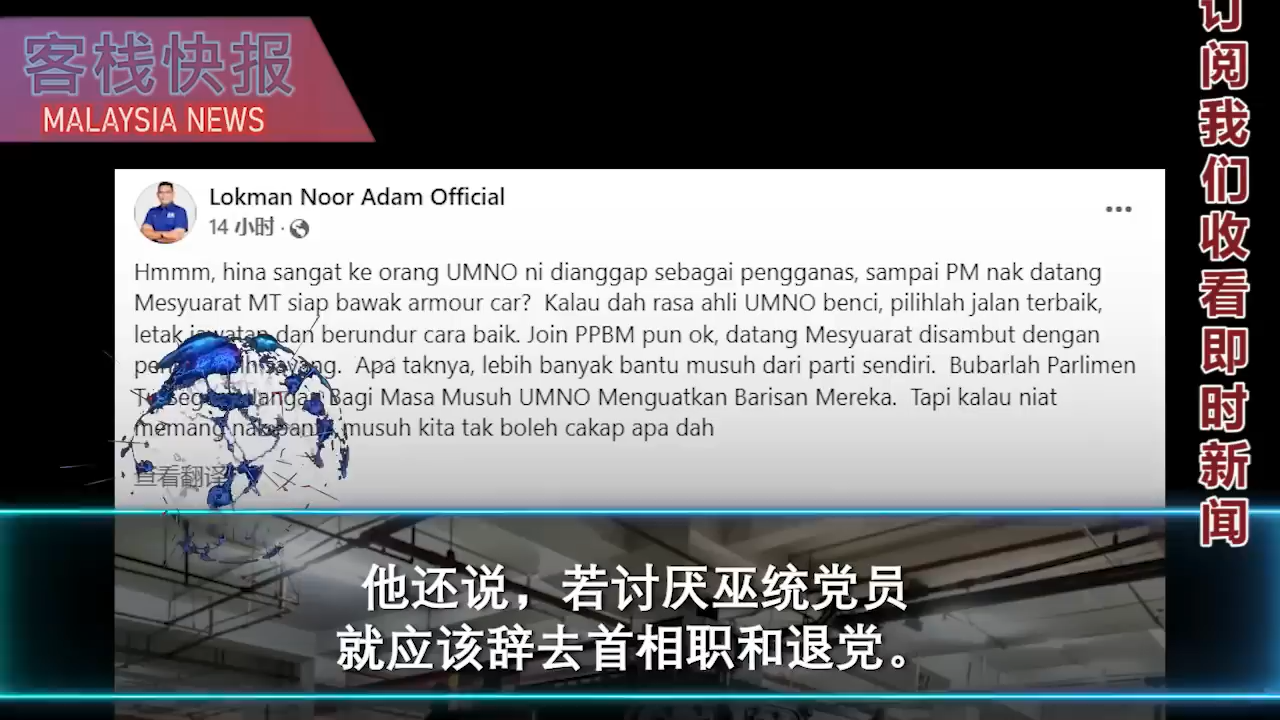 客栈快报
MALAYSIA NEWS
Lokman Noor Adam Official
14 小时
Hmmm, hina sangat ke orang UMNO ni dianggap sebagai pengganas, sampai PM nak datang
Mesyuarat MT siap bawak armour car? Kalau dah rasa ahli UMNO benci, pilihlah jalan terbaik,
letak jawatan dan berundur cara baik. Join PPBM pun ok, datang Mesyuarat disambut dengan
Apa taknya, lebih banyak bantu musuh dari parti sendiri. Bubarlah Parlimen
Bagi Masa Musuh UMNO Menguatkan Barisan Mereka. Tapi kalau niat
memang musuh kita tak boleh cakap apa dah
查看翻译
他还说，若讨厌巫统党员
就应该辞去首相职和退党。
订阅我们收看即时新闻